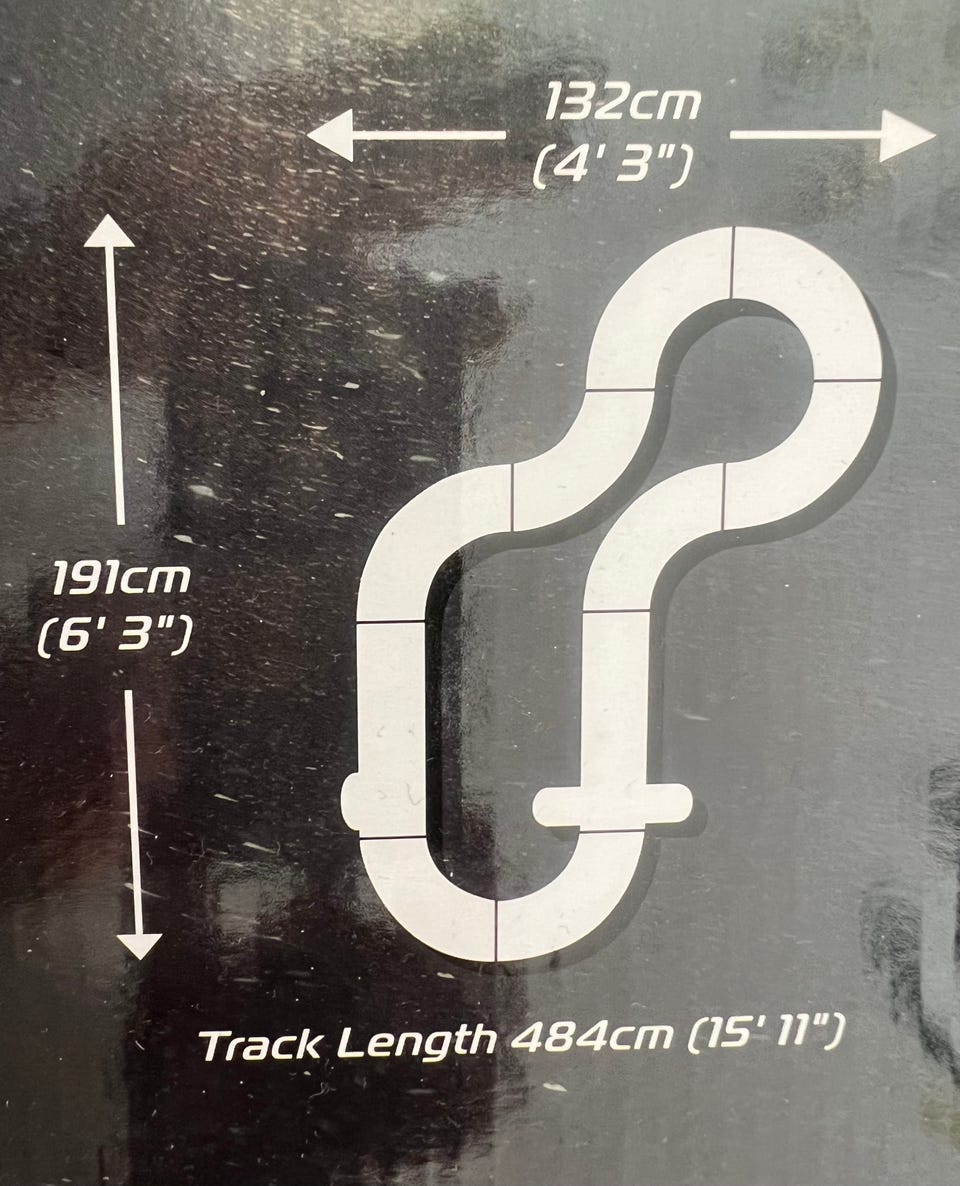 132cm
(4' 3")
191cm
(6' 3")
Track Length 484cm (15' 11")